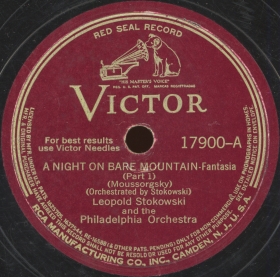 RED SEAL RECORD
"HIS MASTER'S VOICE"
VICTOR
For best results
use Victor Needles
17900-A
A NIGHT ON BARE MOUNTAIN-Fantasia
(Part 1)
(Moussorgsky)
(Orchestrated by Stokowski)
Leopold Stokowski
and the
Philadelphia Orchestra
RCA MANUFACTURING CO., INC., CAMDEN, N. J., U. S. A.